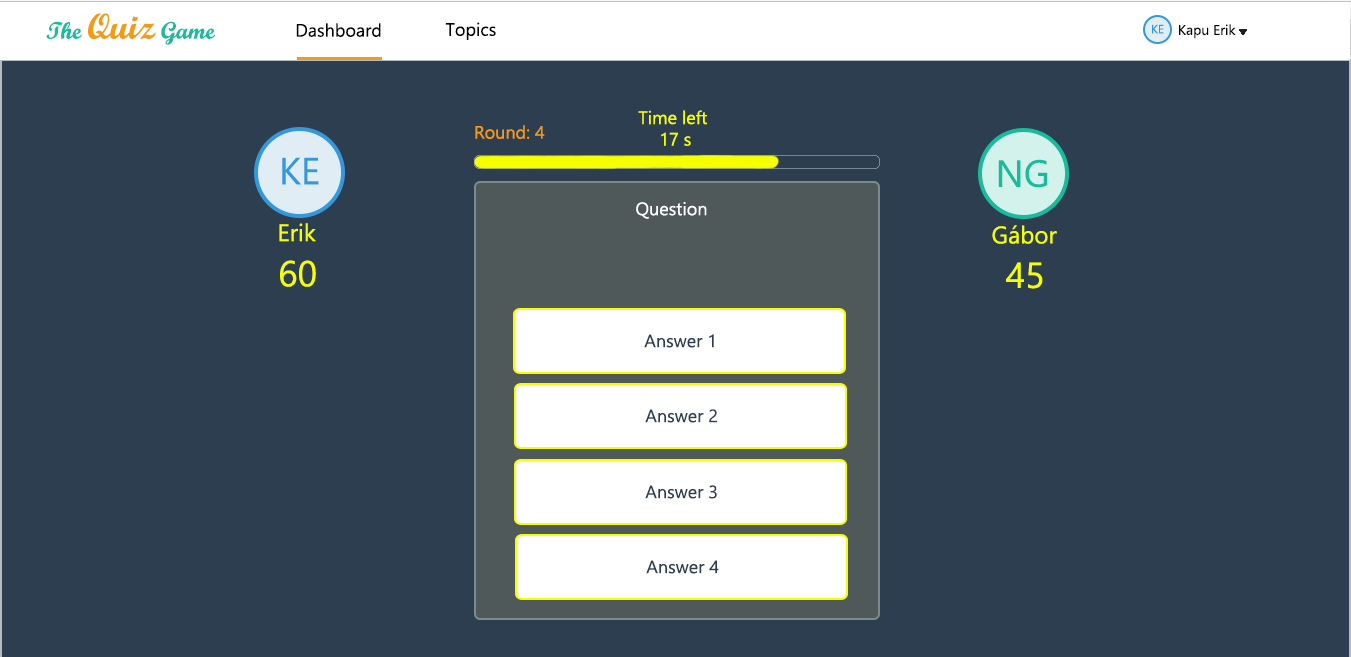 The Quiz Game
Dashboard
Topics
KE
Kapu Erik
Round: 4
Time left
17 s
KE
Erik
60
Question
Answer 1
Answer 2
Answer 3
Answer 4
NG
Gábor
45